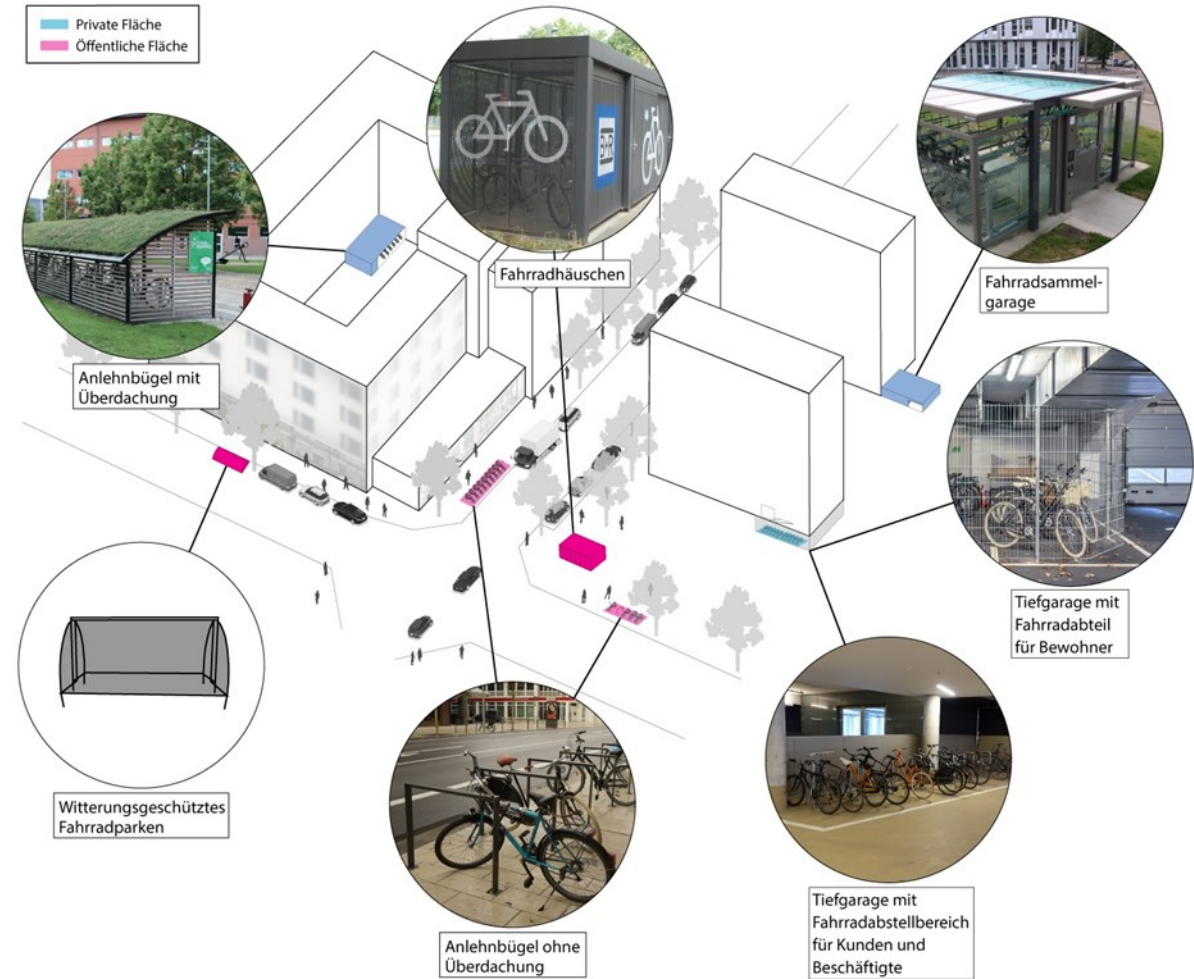 Private Fläche
Öffentliche Fläche
Fahrradhäuschen
Fahrradsammel-
garage
Anlehnbügel mit
Überdachung
Tiefgarage mit
Fahrradabteil
für Bewohner
Witterungsgeschütztes
Fahrradparken
Anlehnbügel ohne
Überdachung
Tiefgarage mit
Fahrradabstellbereich
für Kunden und
Beschäftigte